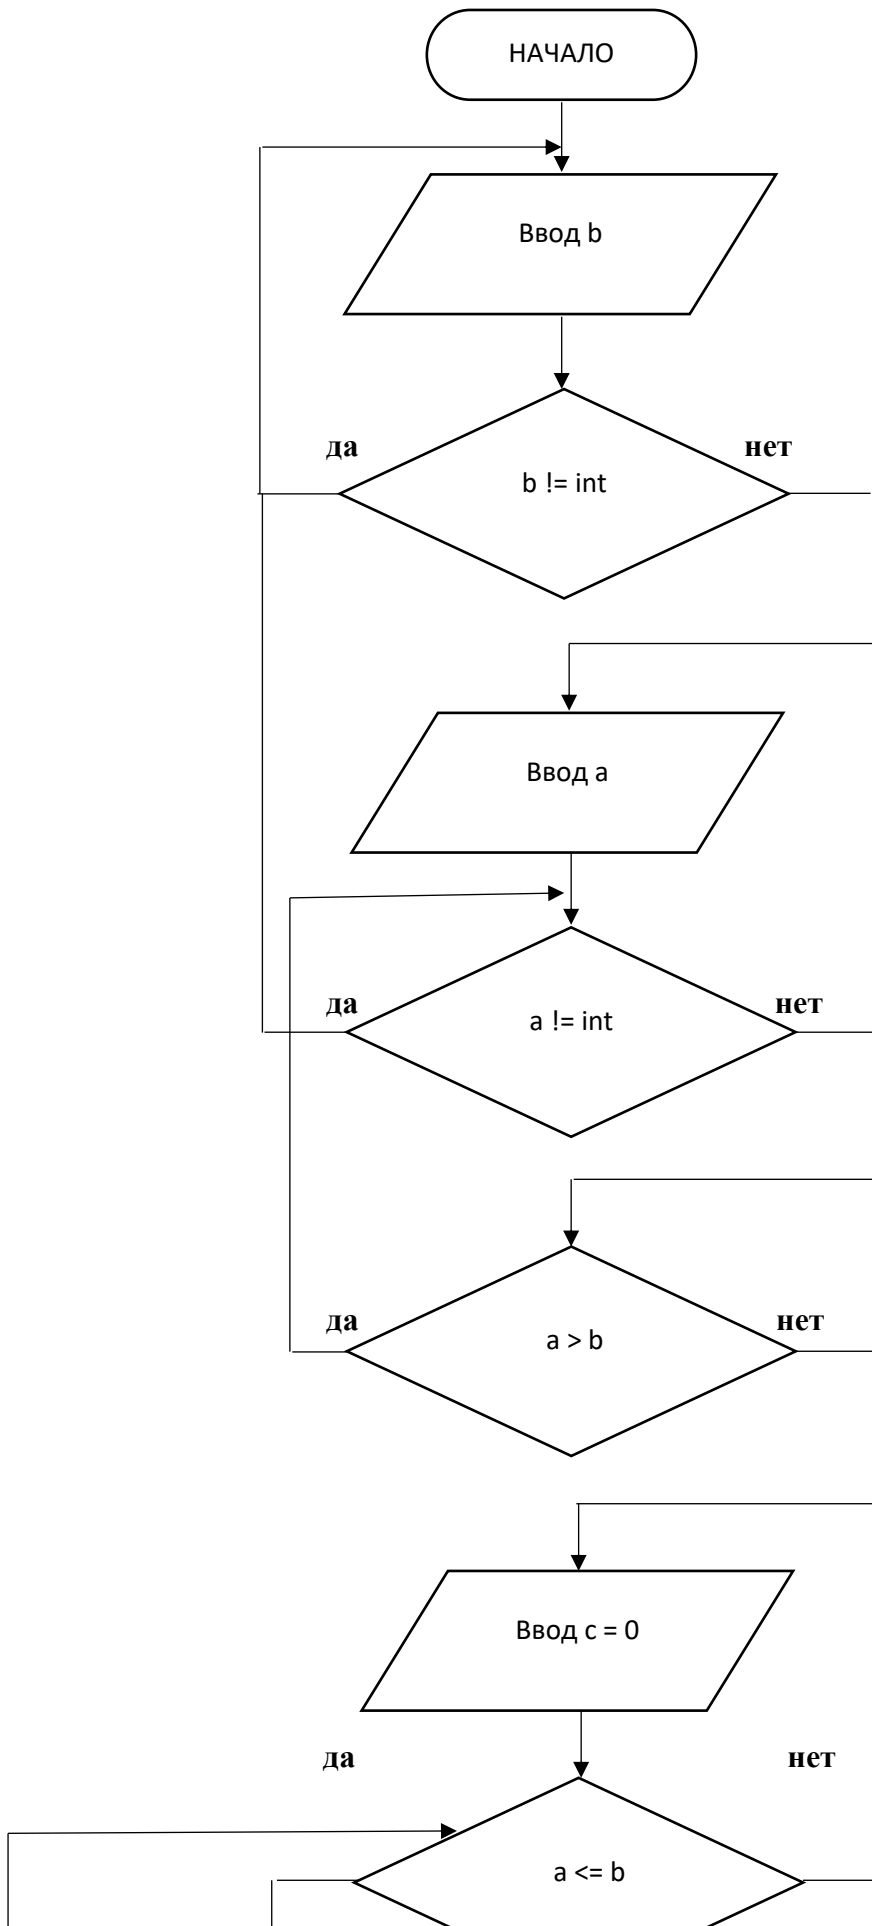 НАЧАЛО
Ввод b
да
нет
b != int
Ввод a
да
нет
a != int
да
нет
a > b
Ввод c = 0
да
нет
a <= b